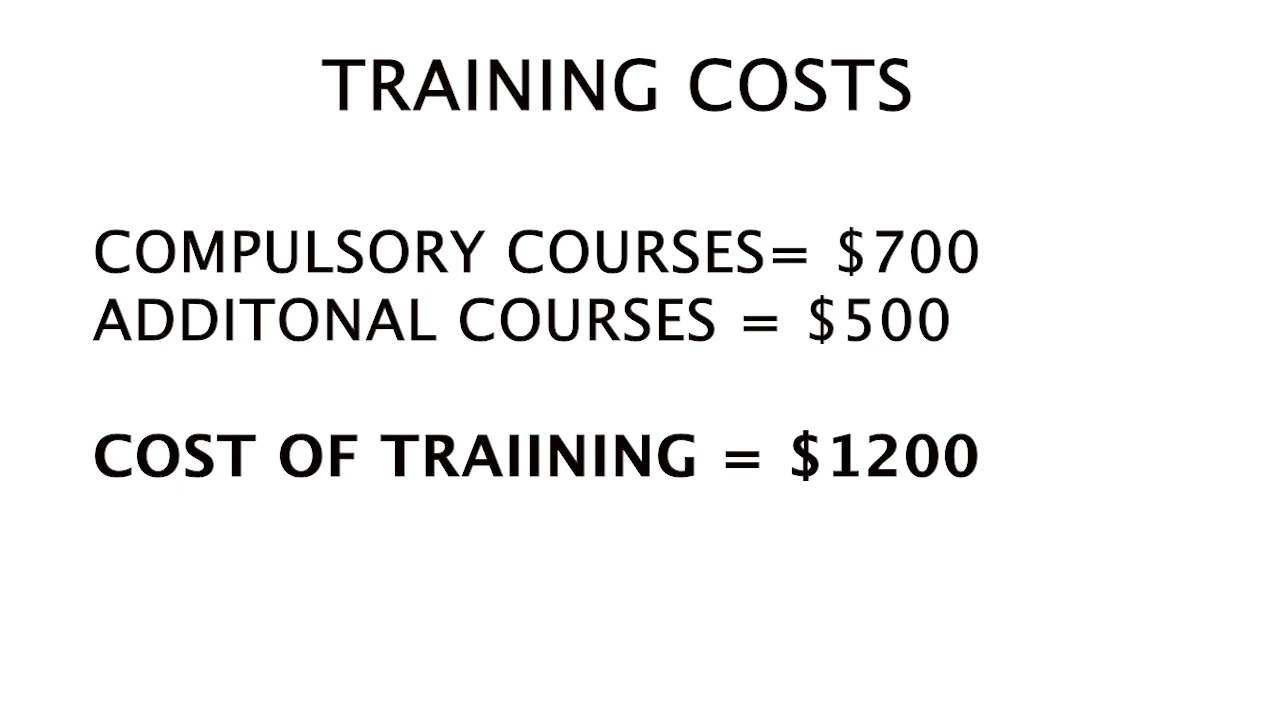 TRAINING COSTS
COMPULSORY COURSES= $700
ADDITONAL COURSES = $500
COST OF TRAIINING = $1200